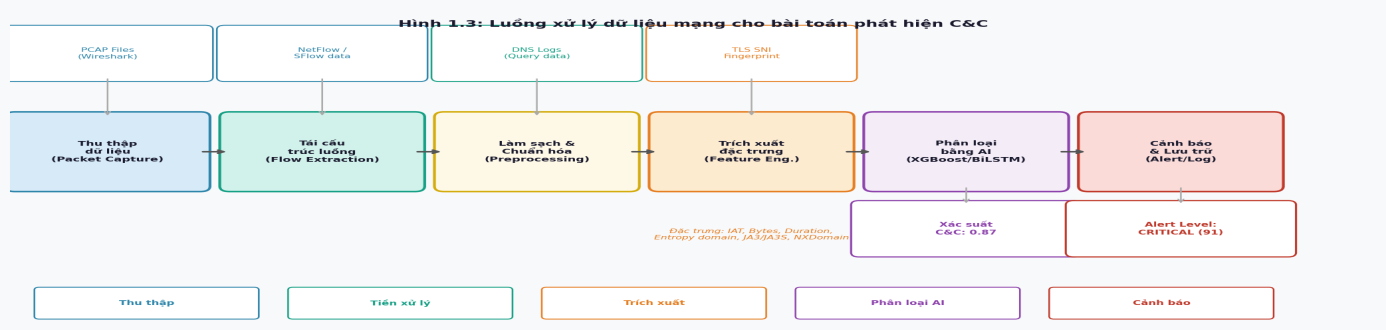 Hình 1.3: Luồng xử lý dữ liệu mạng cho bài toán phát hiện C&C
PCAP Files
(Wireshark)
NetFlow /
SFlow data
DNS Logs
(Query data)
TLS SNI
Fingerprint
Thu thập
dữ liệu
(Packet Capture)
Tái cấu
trúc luồng
(Flow Extraction)
Làm sạch &
Chuẩn hóa
(Preprocessing)
Trích xuất
đặc trưng
(Feature Eng.)
Phân loại
bằng AI
(XGBoost/BiLSTM)
Cảnh báo
& Lưu trữ
(Alert/Log)
Đặc trưng: IAT, Bytes, Duration,
Entropy domain, JA3/JA3S, NXDomain
Xác suất
C&C: 0.87
Alert Level:
CRITICAL (91)
Thu thập
Tiền xử lý
Trích xuất
Phân loại AI
Cảnh báo